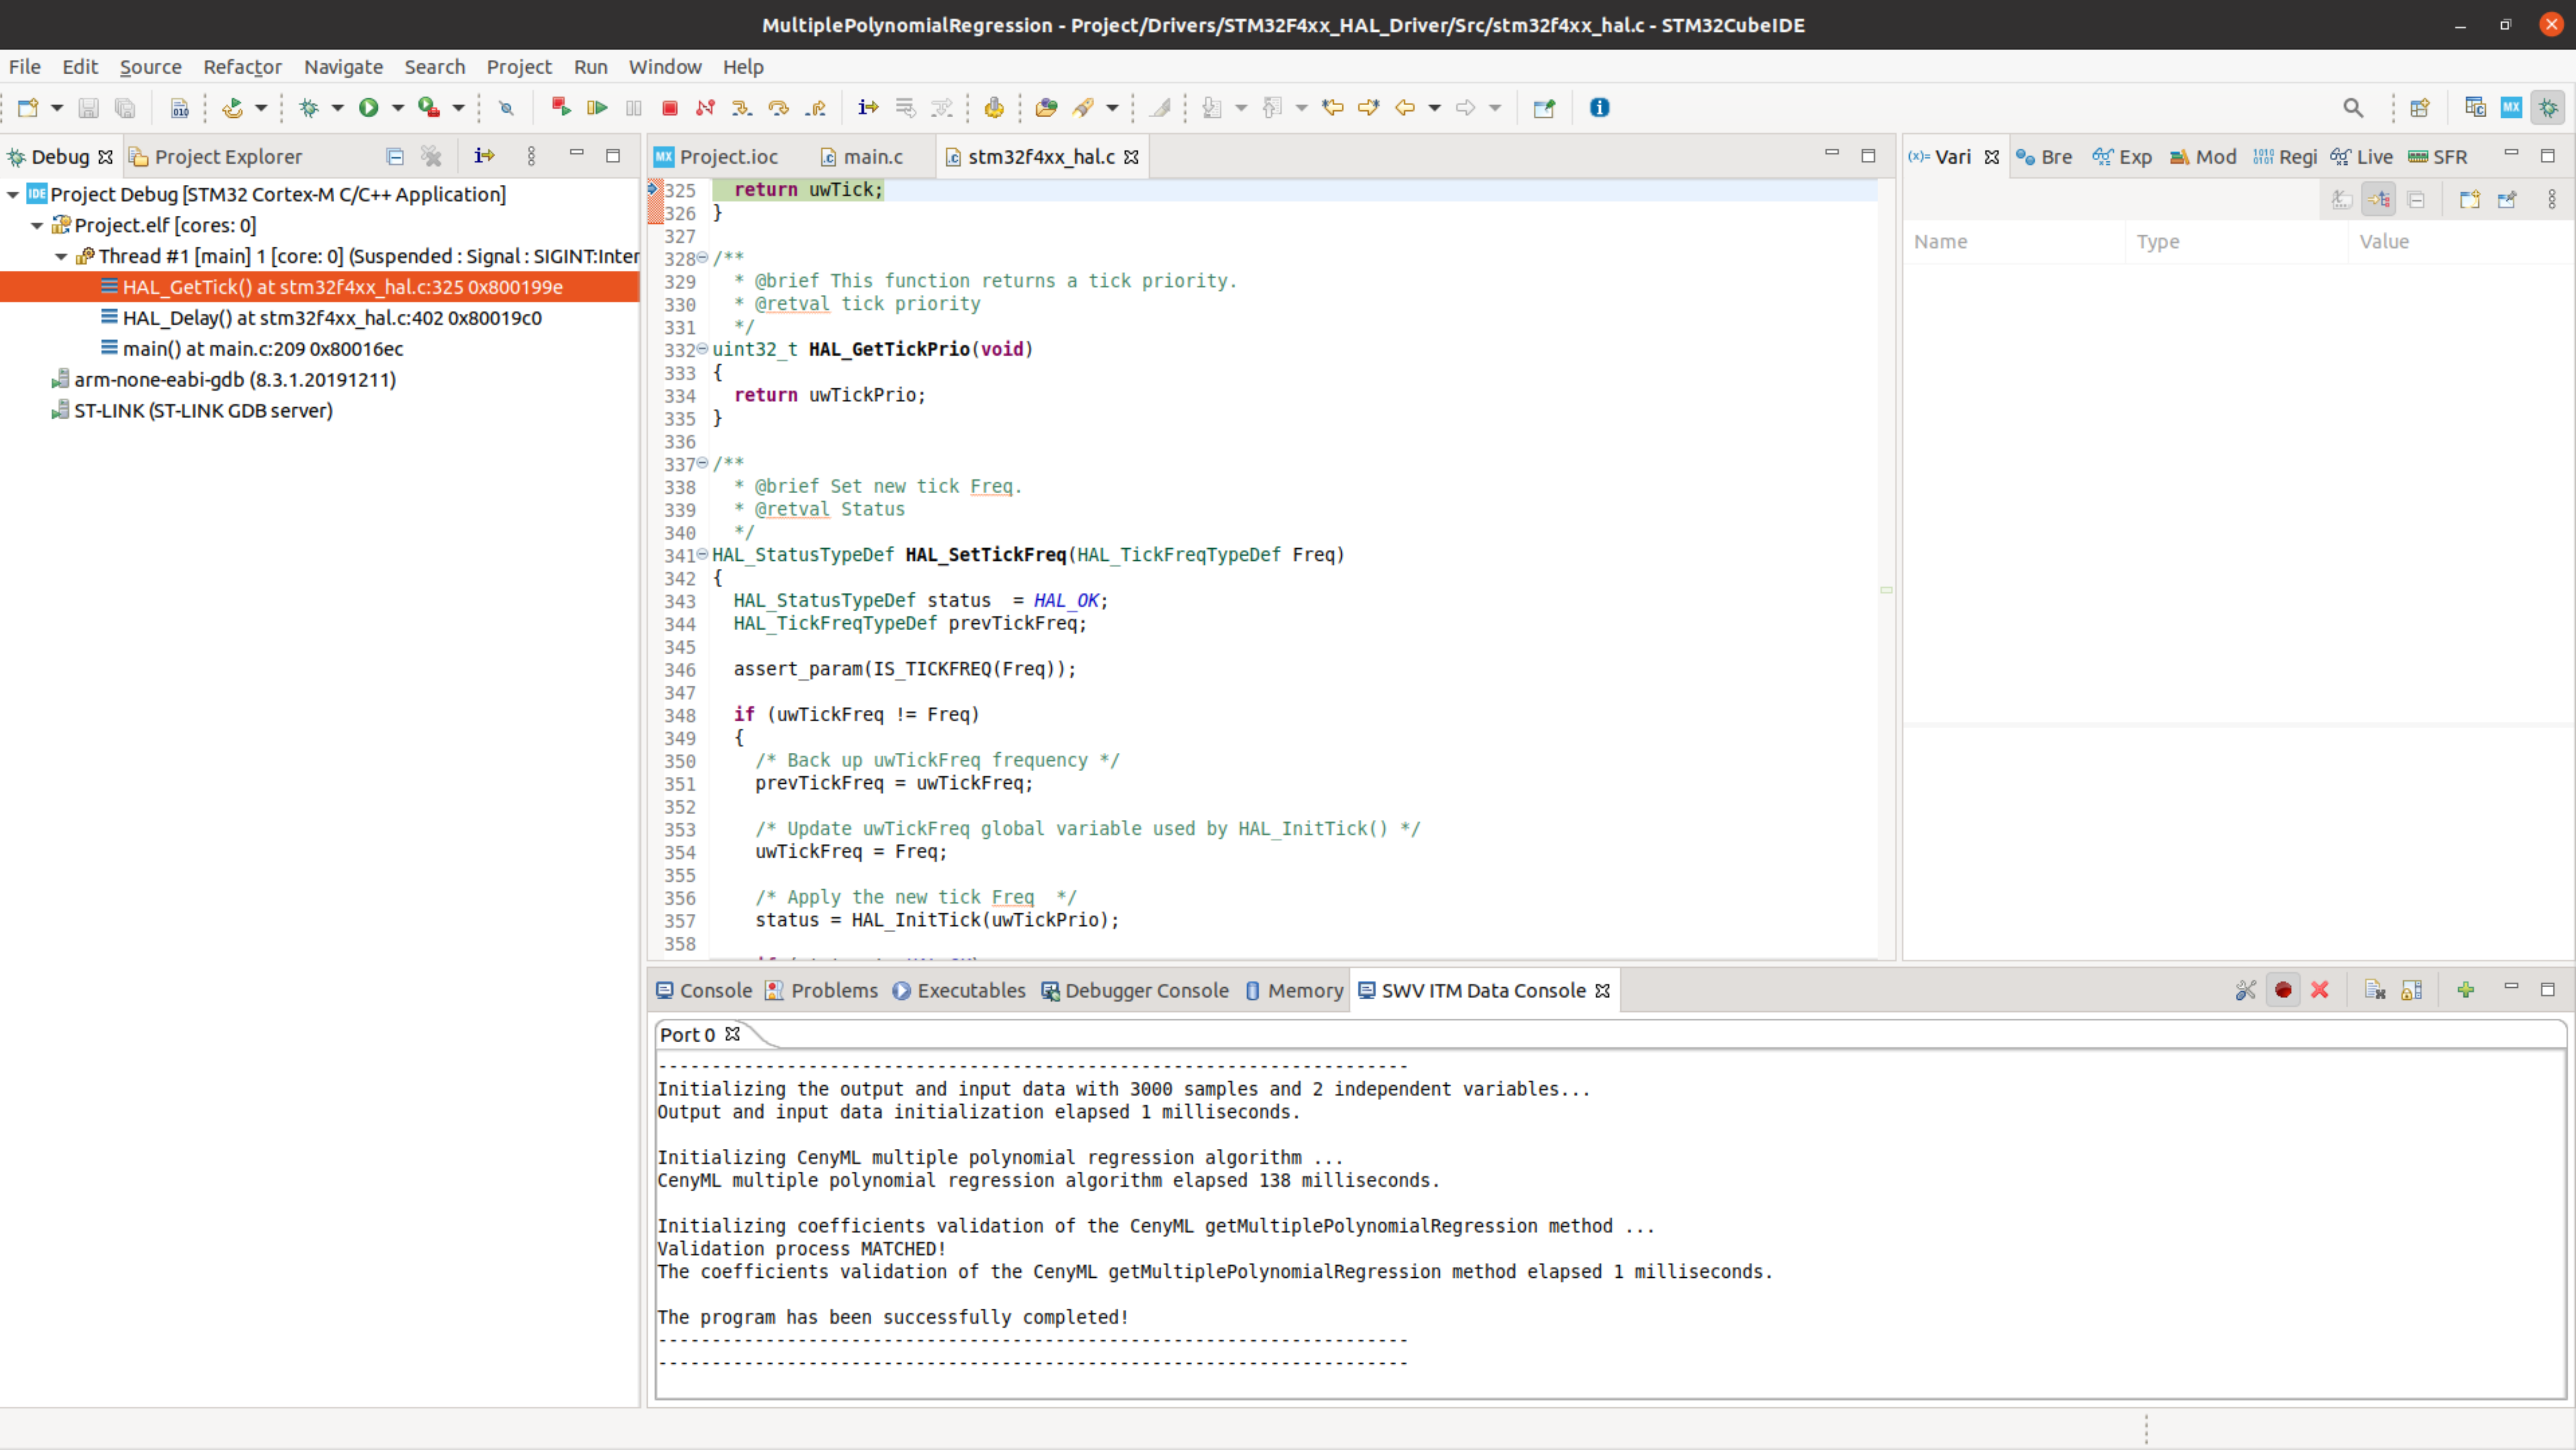 MultiplePolynomialRegression - Project/Drivers/STM32F4xx_HAL_Driver/Src/stm32f4xx_hal.c - STM32CubeIDE
File Edit Source Refactor Navigate Search Project Run Window Help
Debug Project Explorer
Project Debug [STM32 Cortex-M C/C++ Application]
Project.elf [cores: 0]
Thread #1 [main] 1 [core: 0] (Suspended : Signal : SIGINT:Inter
HAL_GetTick() at stm32f4xx_hal.c:325 0x800199e
HAL_Delay() at stm32f4xx_hal.c:402 0x80019c0
main() at main.c:209 0x80016ec
arm-none-eabi-gdb (8.3.1.20191211)
ST-LINK (ST-LINK GDB server)
Project.ioc main.c stm32f4xx_hal.c
325 return uwTick;
326 }
327
328 /**
329 * @brief This function returns a tick priority.
330 * @retval tick priority
331 */
332 uint32_t HAL_GetTickPrio(void)
333 {
334 return uwTickPrio;
335 }
336
337 /**
338 * @brief Set new tick Freq.
339 * @retval Status
340 */
341 HAL_StatusTypeDef HAL_SetTickFreq(HAL_TickFreqTypeDef Freq)
342 {
343 HAL_StatusTypeDef status  = HAL_OK;
344 HAL_TickFreqTypeDef prevTickFreq;
345
346 assert_param(IS_TICKFREQ(Freq));
347
348 if (uwTickFreq != Freq)
349 {
350 /* Back up uwTickFreq frequency */
351 prevTickFreq = uwTickFreq;
352
353 /* Update uwTickFreq global variable used by HAL_InitTick() */
354 uwTickFreq = Freq;
355
356 /* Apply the new tick Freq  */
357 status = HAL_InitTick(uwTickPrio);
358
Vari Bre Exp Mod Regi Live SFR
Name Type Value
Console Problems Executables Debugger Console Memory SWV ITM Data Console
Port 0
----------------------------------------------------------------------
Initializing the output and input data with 3000 samples and 2 independent variables...
Output and input data initialization elapsed 1 milliseconds.
Initializing CenyML multiple polynomial regression algorithm ...
CenyML multiple polynomial regression algorithm elapsed 138 milliseconds.
Initializing coefficients validation of the CenyML getMultiplePolynomialRegression method ...
Validation process MATCHED!
The coefficients validation of the CenyML getMultiplePolynomialRegression method elapsed 1 milliseconds.
The program has been successfully completed!
----------------------------------------------------------------------
----------------------------------------------------------------------